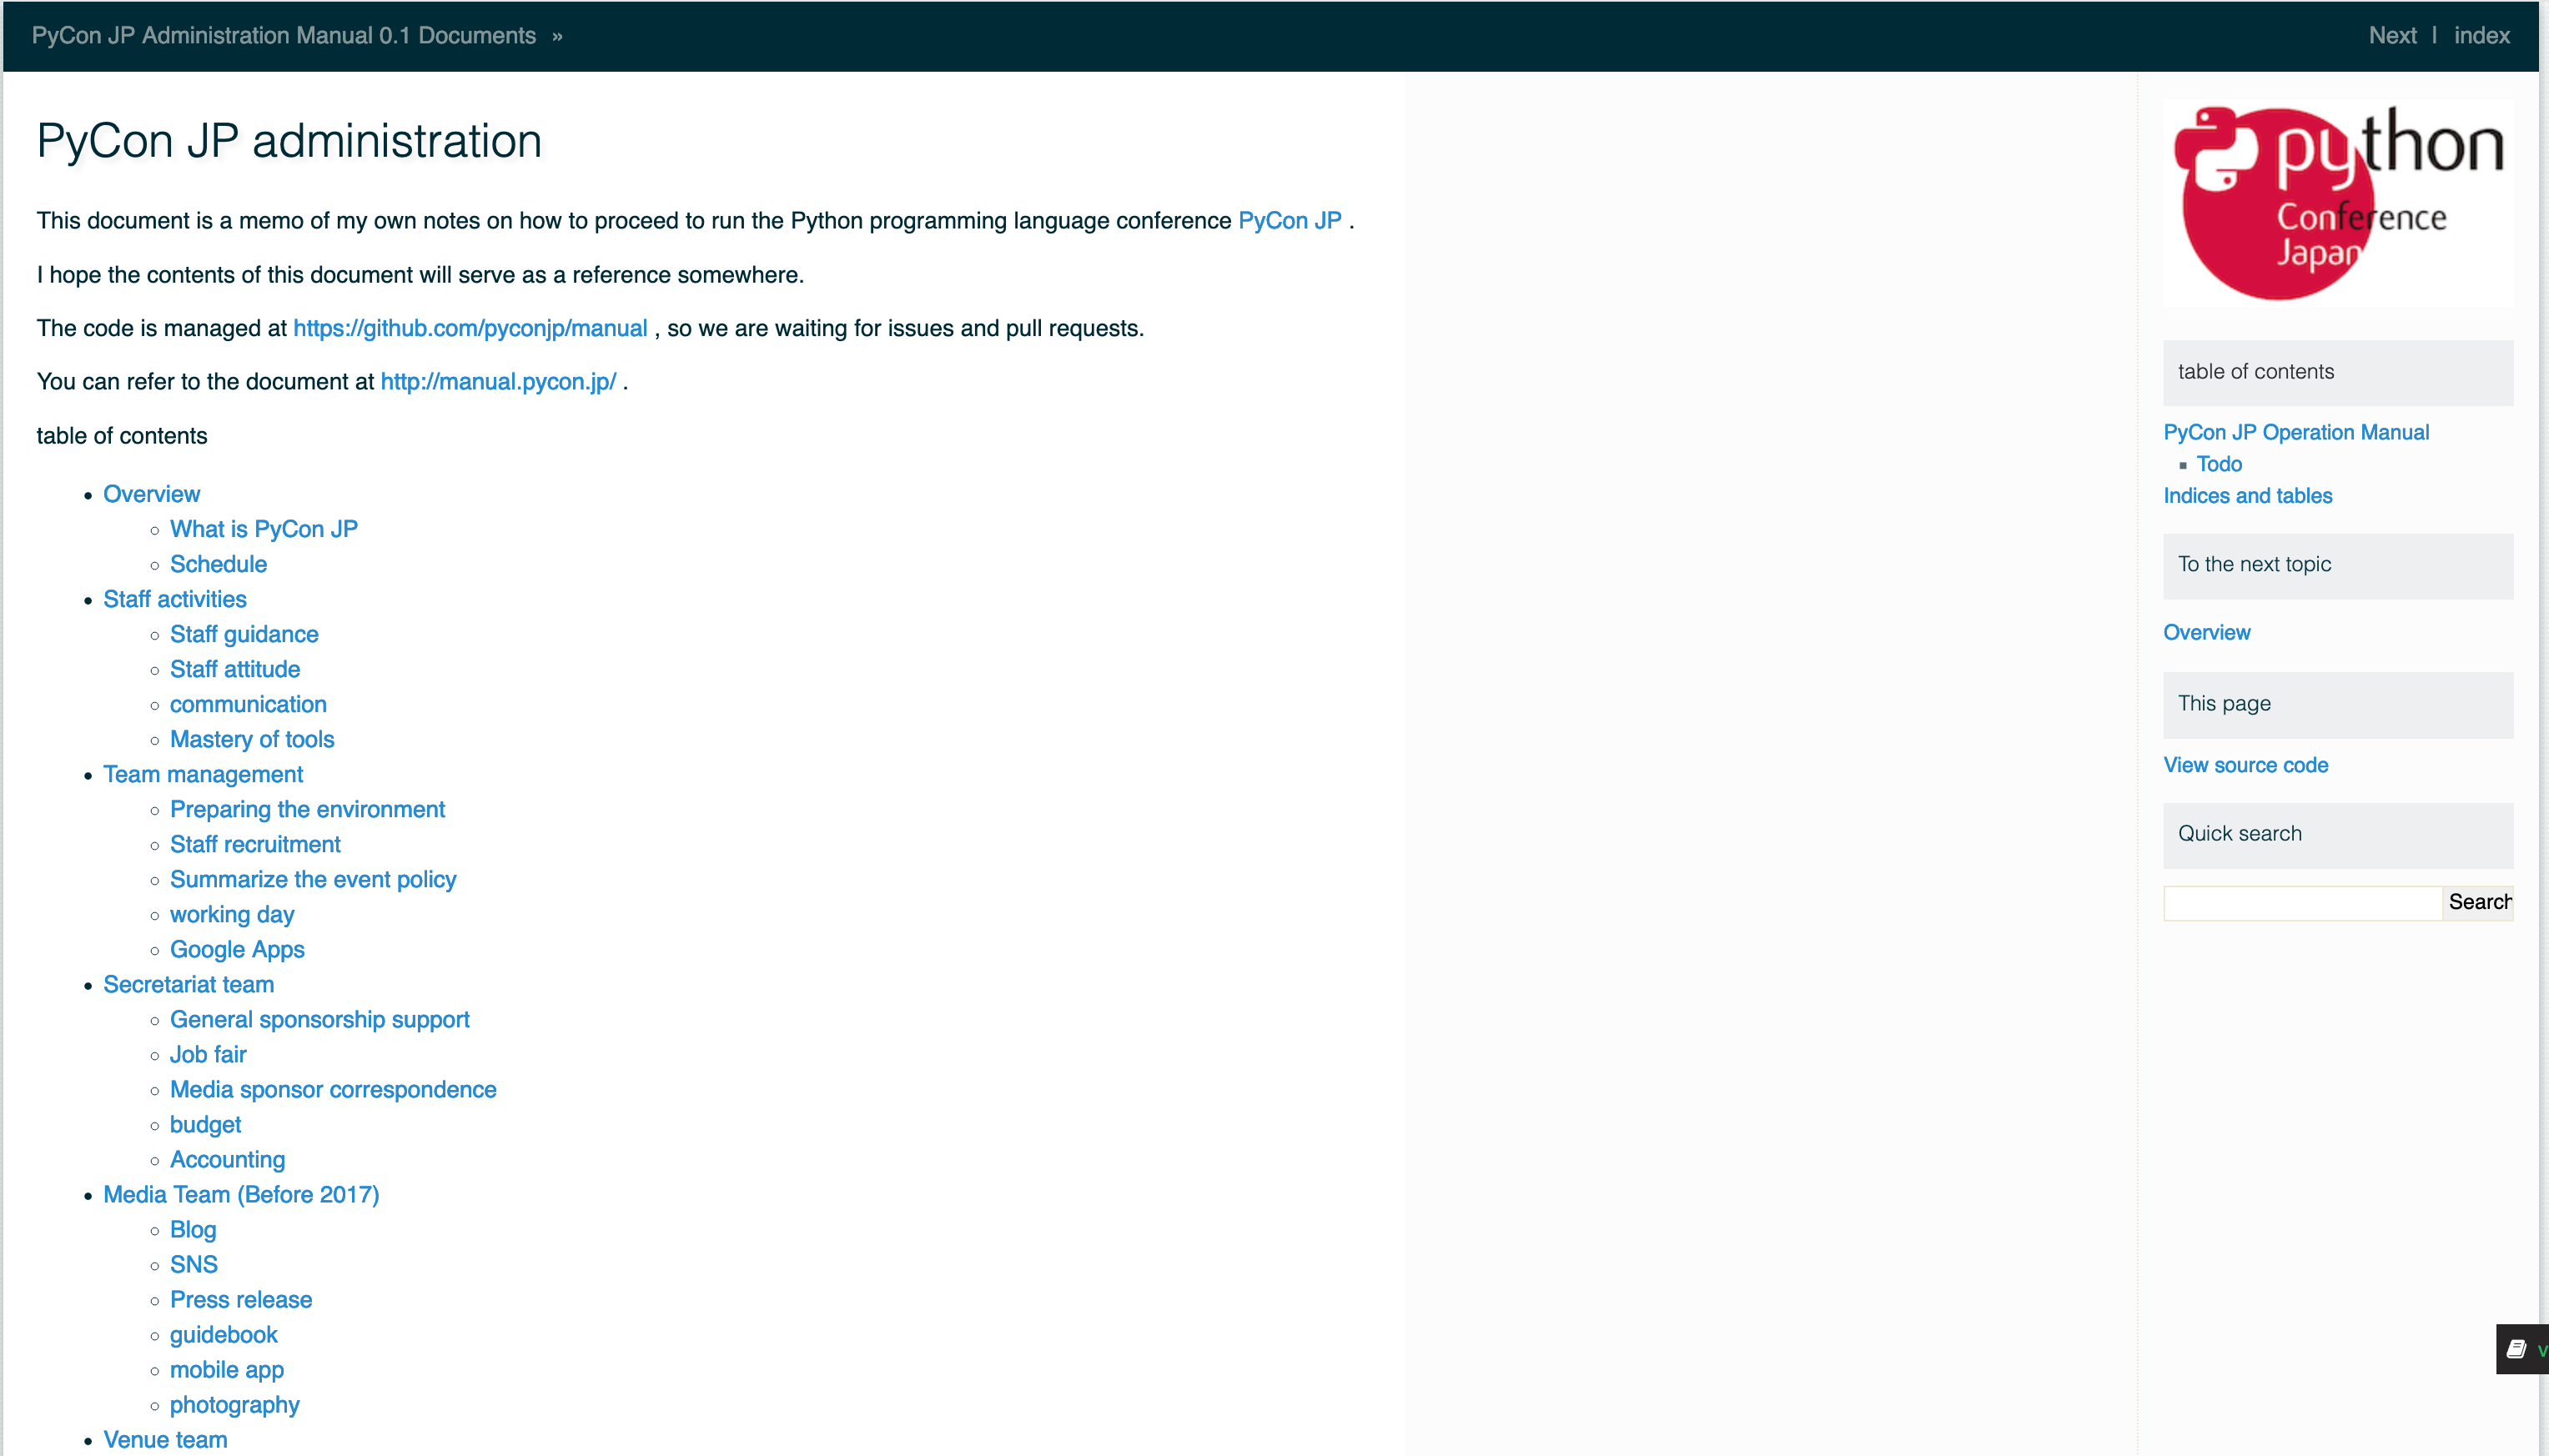 PyCon JP Administration Manual 0.1 Documents »
Next | index
PyCon JP administration
This document is a memo of my own notes on how to proceed to run the Python programming language conference PyCon JP .
I hope the contents of this document will serve as a reference somewhere.
The code is managed at https://github.com/pyconjp/manual , so we are waiting for issues and pull requests.
You can refer to the document at http://manual.pycon.jp/ .
table of contents
Overview
What is PyCon JP
Schedule
Staff activities
Staff guidance
Staff attitude
communication
Mastery of tools
Team management
Preparing the environment
Staff recruitment
Summarize the event policy
working day
Google Apps
Secretariat team
General sponsorship support
Job fair
Media sponsor correspondence
budget
Accounting
Media Team (Before 2017)
Blog
SNS
Press release
guidebook
mobile app
photography
Venue team
python
Conference
Japan
table of contents
PyCon JP Operation Manual
Todo
Indices and tables
To the next topic
Overview
This page
View source code
Quick search
Search
v